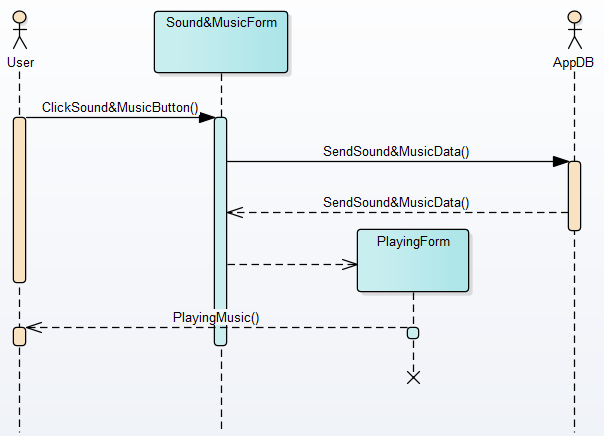 Sound&MusicForm
User
AppDB
ClickSound&MusicButton()
SendSound&MusicData()
SendSound&MusicData()
PlayingForm
PlayingMusic()